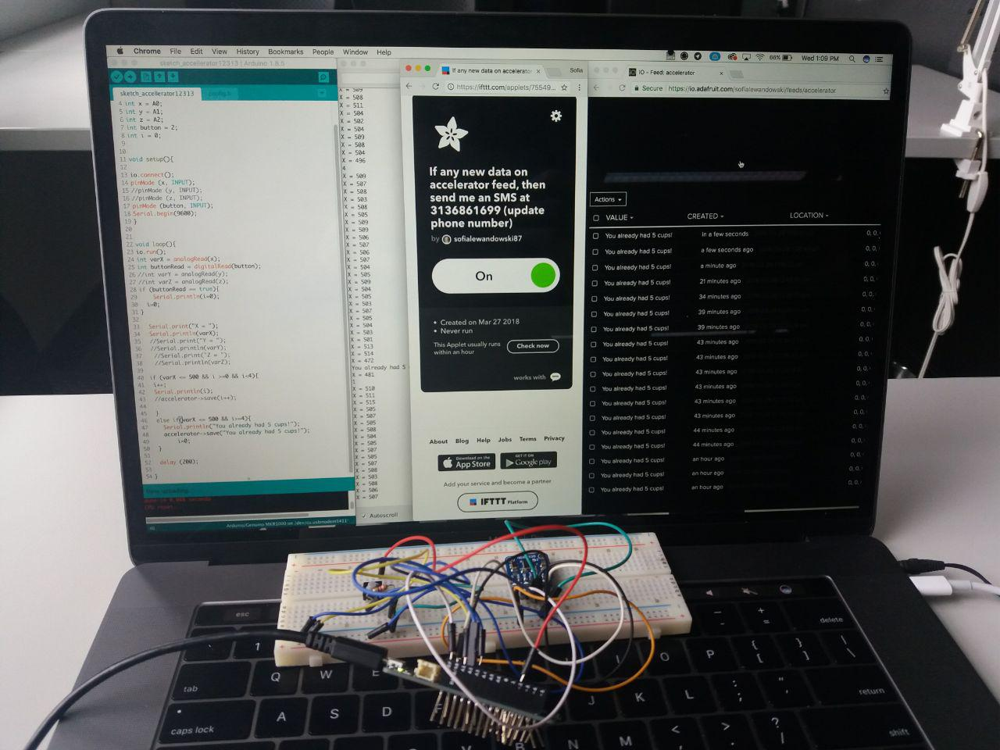 Chrome File Edit View History Bookmarks People Window Help
66% Wed 1:09 PM
sketch_accellerator12313 | Arduino 1.8.5
sketch_accellerator12313 config.h
4 int x = A0;
5 int y = A1;
6 int z = A2;
7 int button = 2;
8 int i = 0;
9
10
11 void setup(){
12
13 io.connect();
14 pinMode (x, INPUT);
15 //pinMode (y, INPUT);
16 //pinMode (z, INPUT);
17 pinMode (button, INPUT);
18 Serial.begin(9600);
19 }
20
21
22 void loop(){
23 io.run();
24 int varX = analogRead(x);
25 int buttonRead = digitalRead(button);
26 //int varY = analogRead(y);
27 //int varZ = analogRead(z);
28 if (buttonRead == true){
29 Serial.println(i=0);
30 i=0;
31 }
32
33 Serial.print("X = ");
34 Serial.println(varX);
35 //Serial.print("Y = ");
36 //Serial.println(varY);
37 //Serial.print("Z = ");
38 //Serial.println(varZ);
39
40 if (varX <= 500 && i >=0 && i<4){
41 i++;
42 Serial.println(i);
43 //accelerator->save(i++);
44
45 }
46 else if(varX <= 500 && i>=4){
47 Serial.println("You already had 5 cups!");
48 accelerator->save("You already had 5 cups!");
49 i=0;
50 }
51
52 delay (200);
53
54 }
Done uploading.
done in 0.048 seconds
CPU reset.
46 Arduino/Genuino MKR1000 on /dev/cu.usbmodem1411
X = 509
X = 508
X = 511
X = 504
X = 502
X = 504
X = 509
X = 508
X = 504
X = 496
4
X = 509
X = 507
X = 508
X = 503
X = 508
X = 505
X = 509
X = 509
X = 506
X = 507
X = 506
X = 507
X = 504
X = 505
X = 509
X = 504
X = 505
X = 503
X = 507
X = 505
X = 504
X = 503
X = 501
X = 513
X = 514
X = 472
You already had 5
X = 481
1
X = 510
X = 511
X = 515
X = 505
X = 507
X = 505
X = 508
X = 504
X = 505
X = 507
X = 505
X = 507
X = 503
X = 508
X = 506
X = 507
Autoscroll
If any new data on accelerator
Sofia
https://ifttt.com/applets/75549...
If any new data on
accelerator feed, then
send me an SMS at
3136861699 (update
phone number)
by sofialewandowski87
On
• Created on Mar 27 2018
• Never run
This Applet usually runs
within an hour
Check now
works with
About Blog Help Jobs Terms Privacy
Download on the
App Store
GET IT ON
Google play
Add your service and become a partner
IFTTT Platform
IO - Feed: accelerator
Secure https://io.adafruit.com/sofialewandowski/feeds/accelerator
Actions
VALUE CREATED LOCATION
You already had 5 cups! in a few seconds 0, 0,
You already had 5 cups! a few seconds ago 0, 0,
You already had 5 cups! a minute ago 0, 0,
You already had 5 cups! 21 minutes ago 0, 0,
You already had 5 cups! 34 minutes ago 0, 0,
You already had 5 cups! 39 minutes ago 0, 0,
You already had 5 cups! 39 minutes ago 0, 0,
You already had 5 cups! 43 minutes ago 0, 0,
You already had 5 cups! 43 minutes ago 0, 0,
You already had 5 cups! 43 minutes ago 0, 0,
You already had 5 cups! 43 minutes ago 0, 0,
You already had 5 cups! 43 minutes ago 0, 0,
You already had 5 cups! 43 minutes ago 0, 0,
You already had 5 cups! 44 minutes ago 0, 0,
You already had 5 cups! 44 minutes ago 0, 0,
You already had 5 cups! an hour ago 0, 0,
You already had 5 cups! an hour ago 0, 0,
You already had 5 cups! an hour ago 0, 0,
esc
1 - _ + = delete
tab Q W E O P { [ } ] | \
caps lock A S D J K L : ; " ' return
B N M < , > . ? / shift